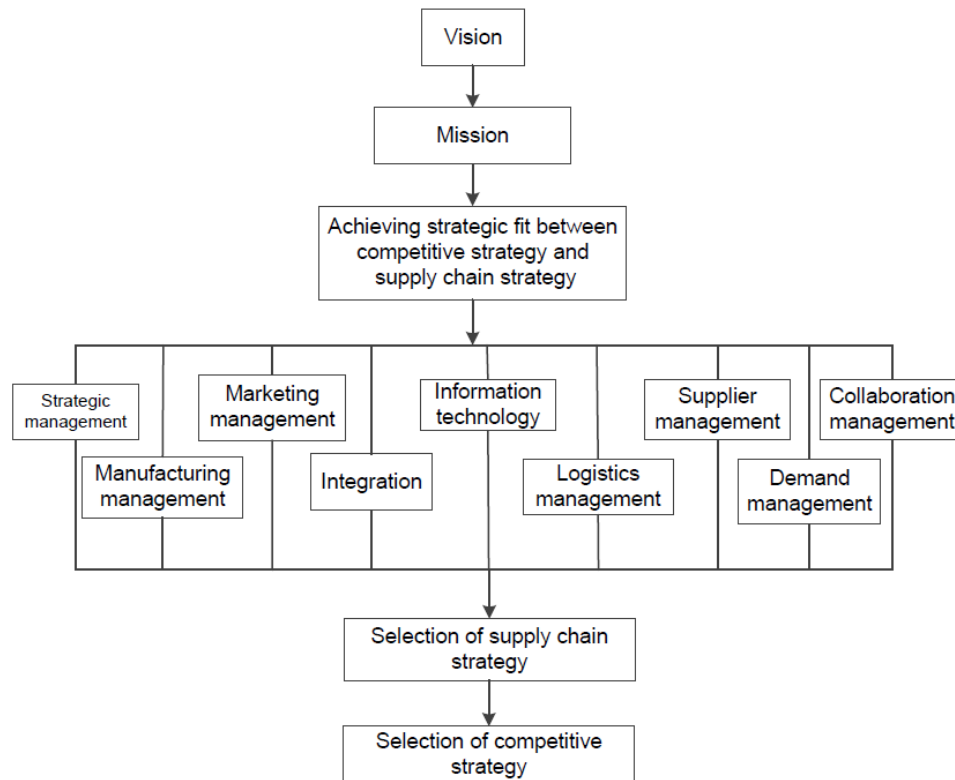 Vision
Mission
Achieving strategic fit between
competitive strategy and
supply chain strategy
Strategic
management
Manufacturing
management
Marketing
management
Integration
Information
technology
Logistics
management
Supplier
management
Demand
management
Collaboration
management
Selection of supply chain
strategy
Selection of competitive
strategy